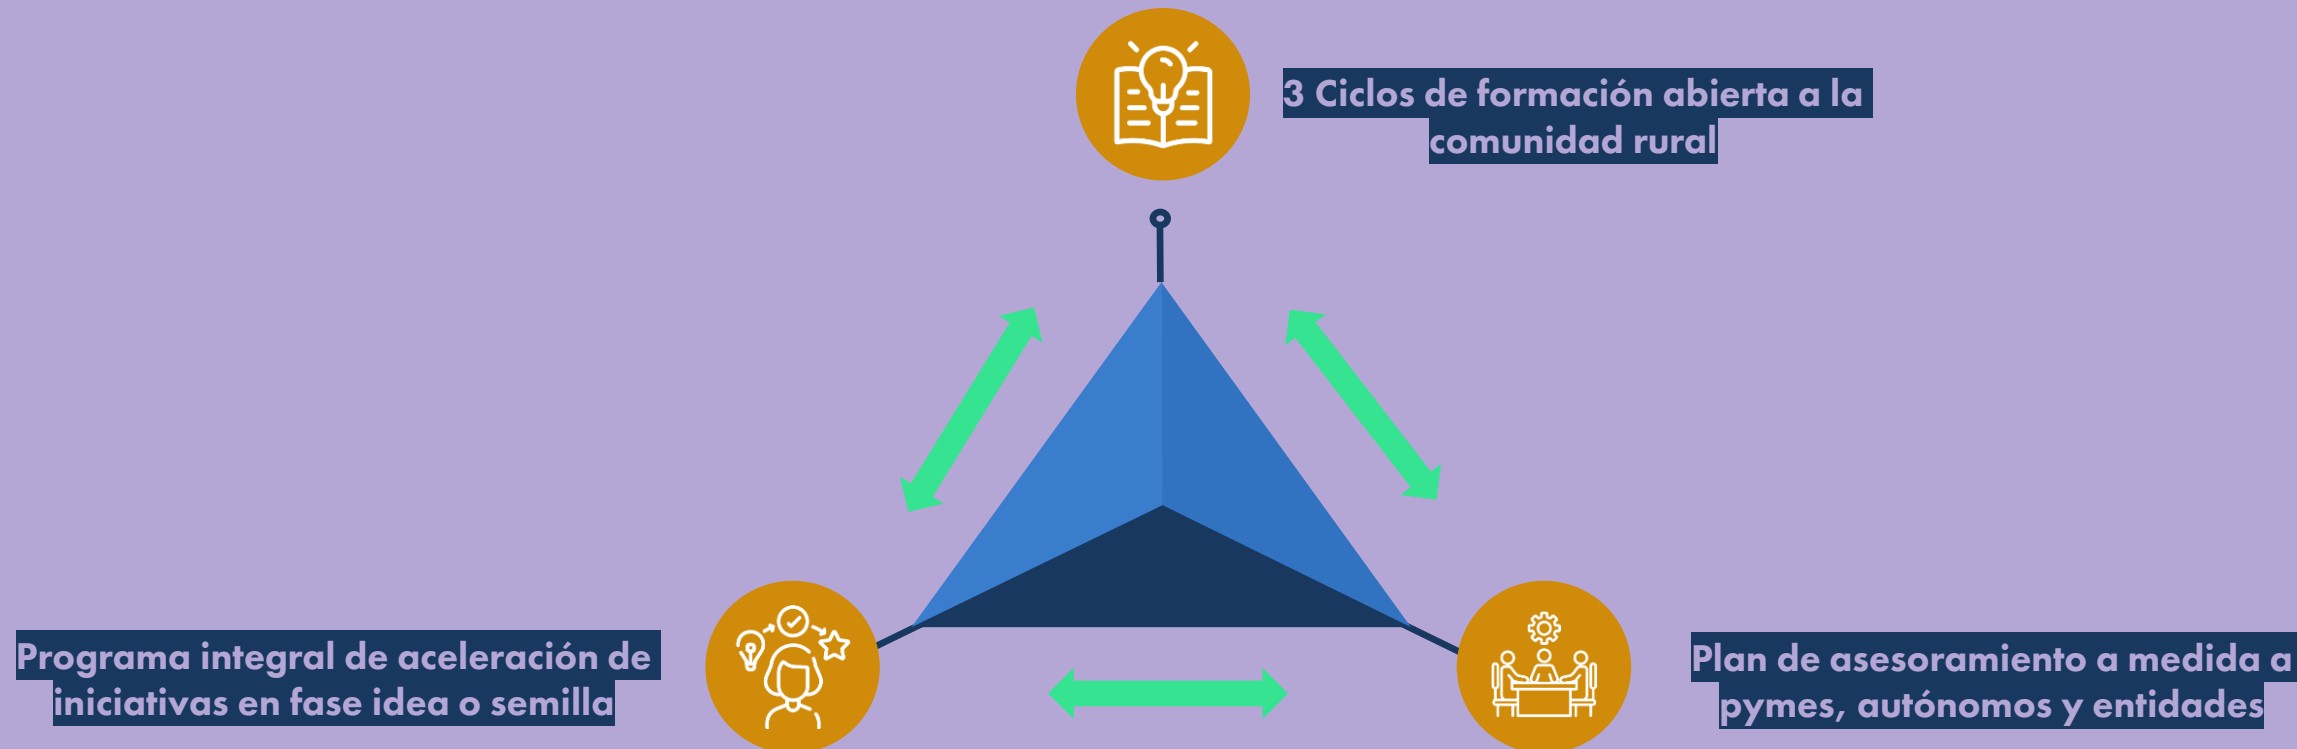 3 Ciclos de formación abierta a la
comunidad rural
Programa integral de aceleración de
iniciativas en fase idea o semilla
Plan de asesoramiento a medida a
pymes, autónomos y entidades